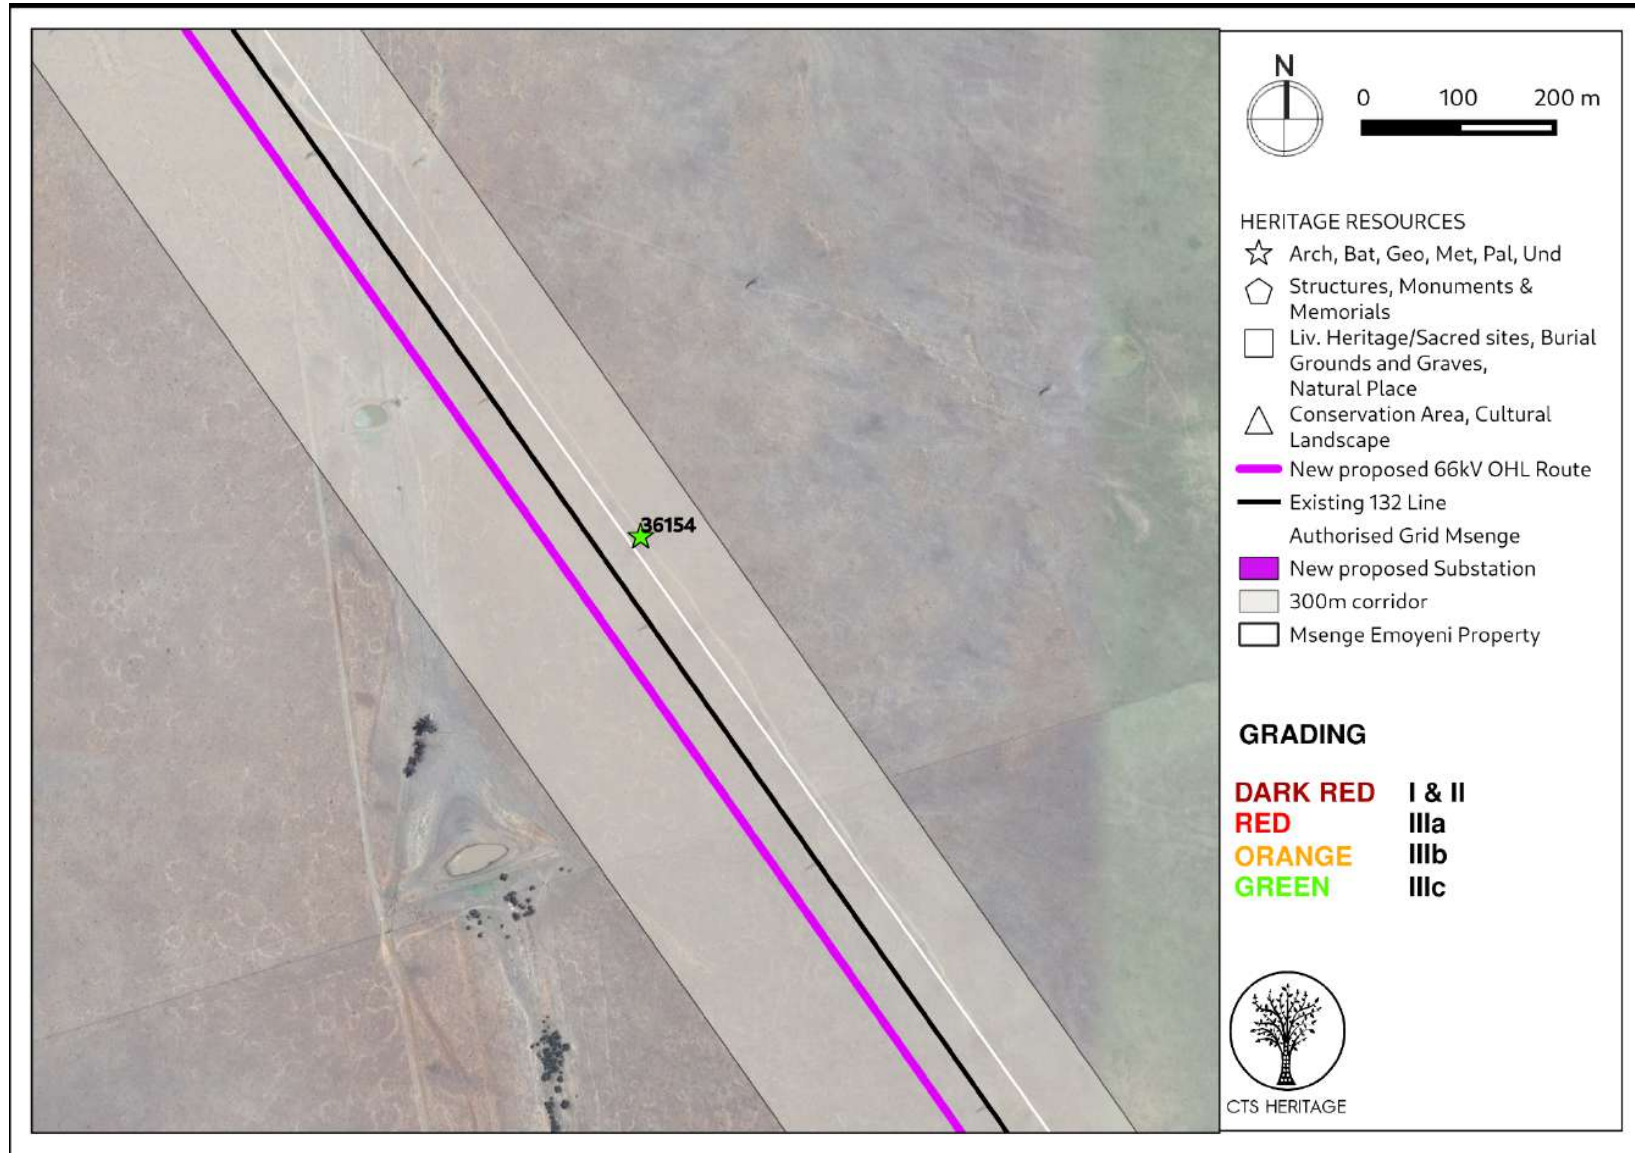 36154
N
0 100 200 m
HERITAGE RESOURCES
Arch, Bat, Geo, Met, Pal, Und
Structures, Monuments &
Memorials
Liv. Heritage/Sacred sites, Burial
Grounds and Graves,
Natural Place
Conservation Area, Cultural
Landscape
New proposed 66kV OHL Route
Existing 132 Line
Authorised Grid Msenge
New proposed Substation
300m corridor
Msenge Emoyeni Property
GRADING
DARK RED I & II
RED IIIa
ORANGE IIIb
GREEN IIIc
CTS HERITAGE